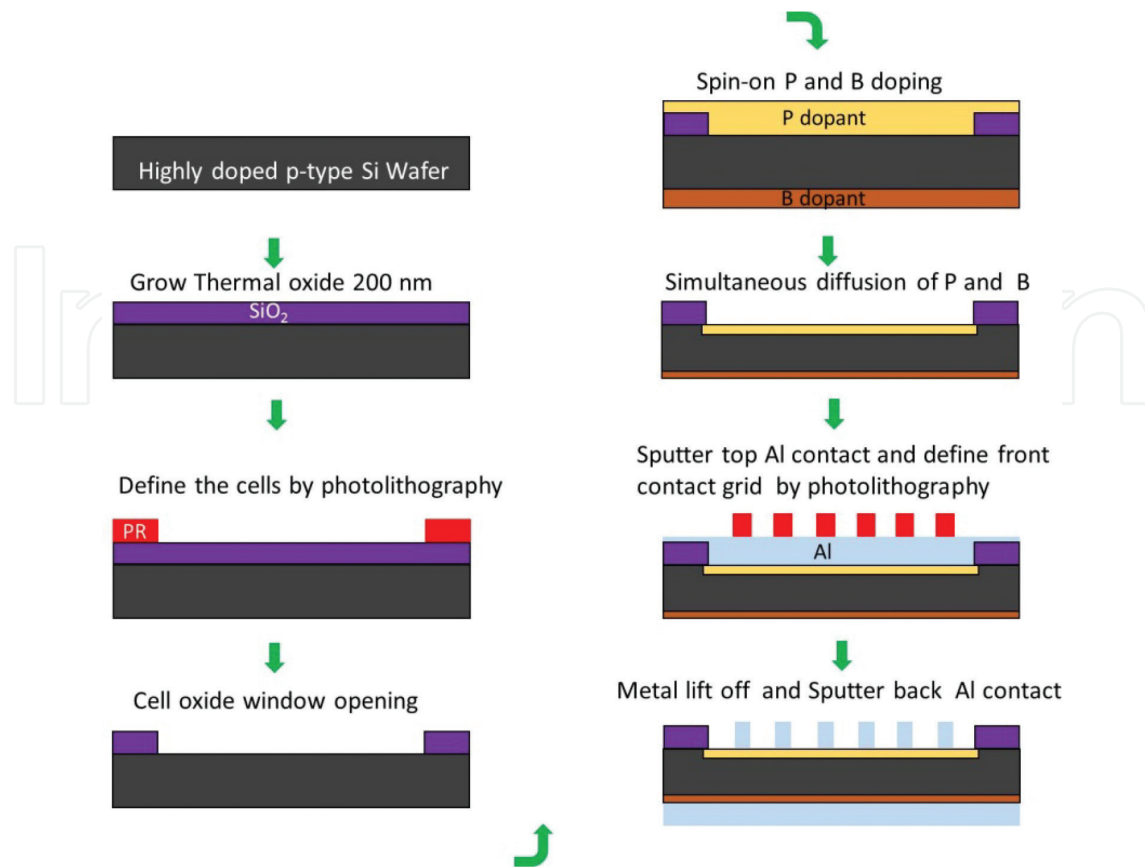 Highly doped p-type Si Wafer
Grow Thermal oxide 200 nm
SiO₂
Define the cells by photolithography
PR
Cell oxide window opening
Spin-on P and B doping
P dopant
B dopant
Simultaneous diffusion of P and B
Sputter top Al contact and define front
contact grid by photolithography
Al
Metal lift off and Sputter back Al contact